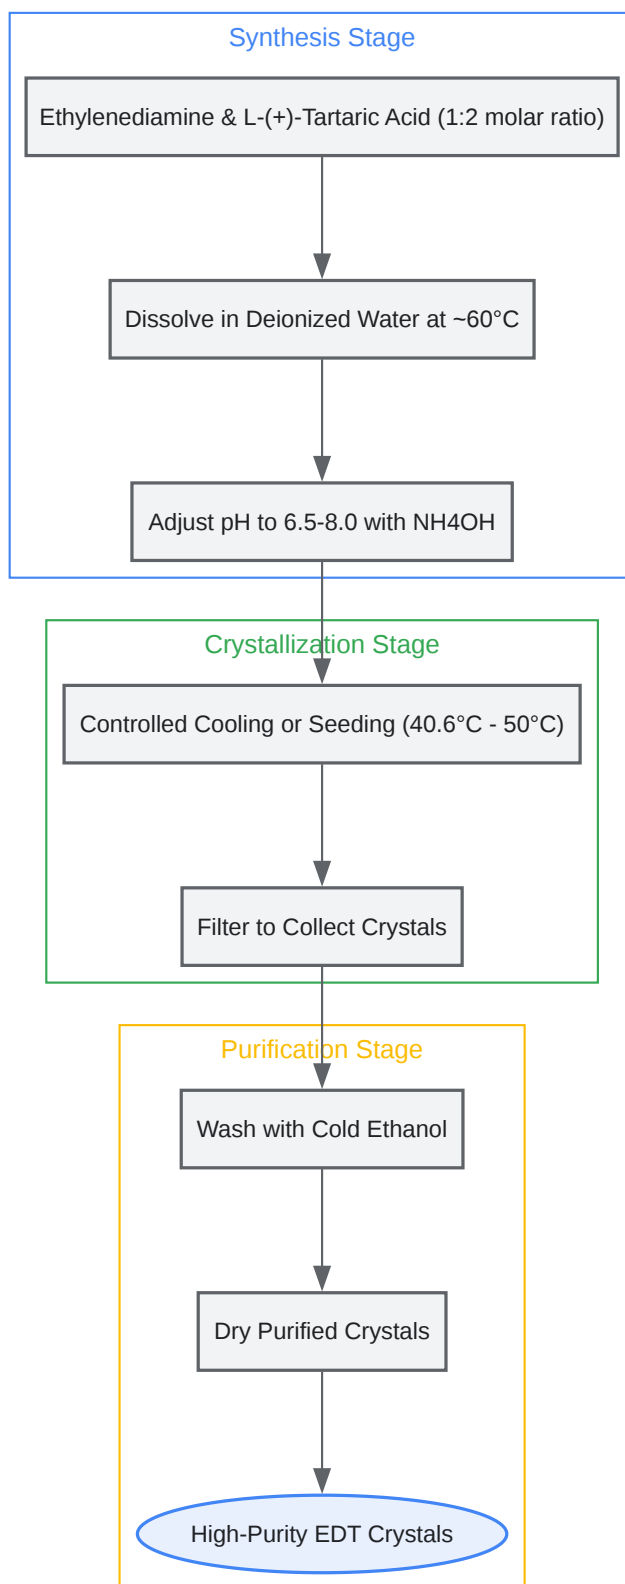 Synthesis Stage
Ethylenediamine & L-(+)-Tartaric Acid (1:2 molar ratio)
Dissolve in Deionized Water at ~60°C
Adjust pH to 6.5-8.0 with NH4OH
Crystallization Stage
Controlled Cooling or Seeding (40.6°C - 50°C)
Filter to Collect Crystals
Purification Stage
Wash with Cold Ethanol
Dry Purified Crystals
High-Purity EDT Crystals